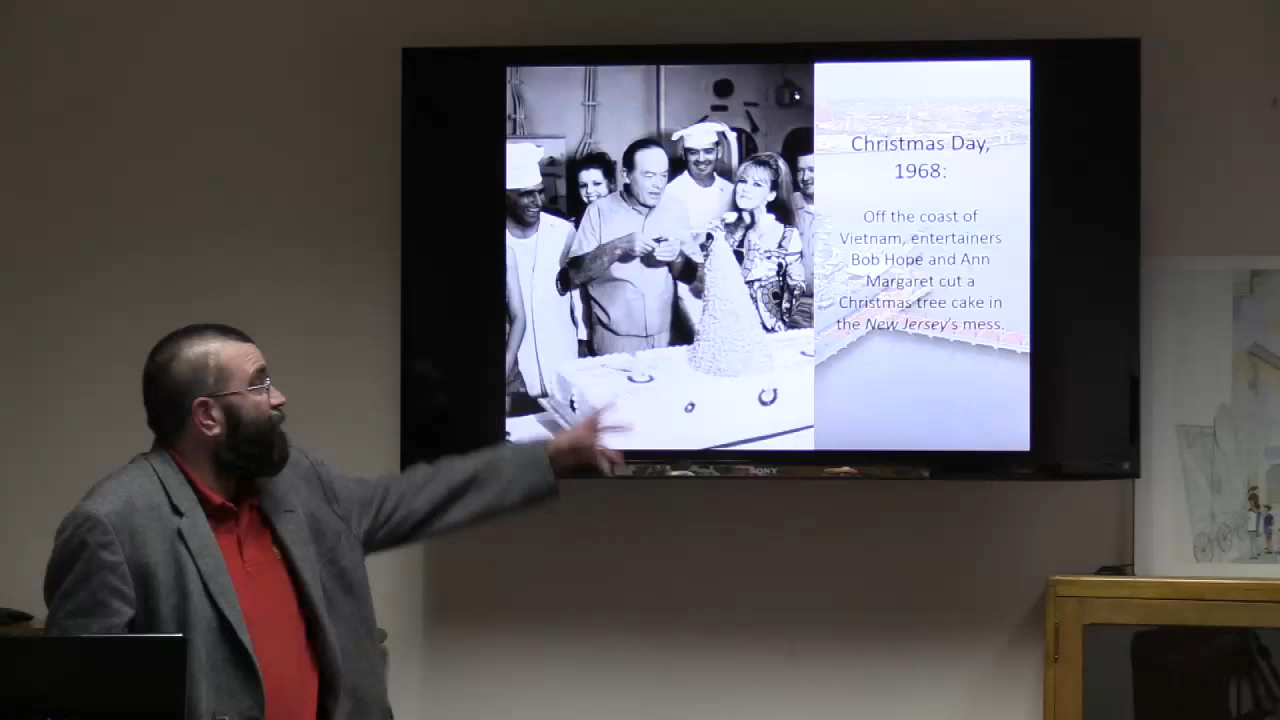 Christmas Day,
1968:
Off the coast of
Vietnam, entertainers
Bob Hope and Ann
Margaret cut a
Christmas tree cake in
the New Jersey's mess.
SONY